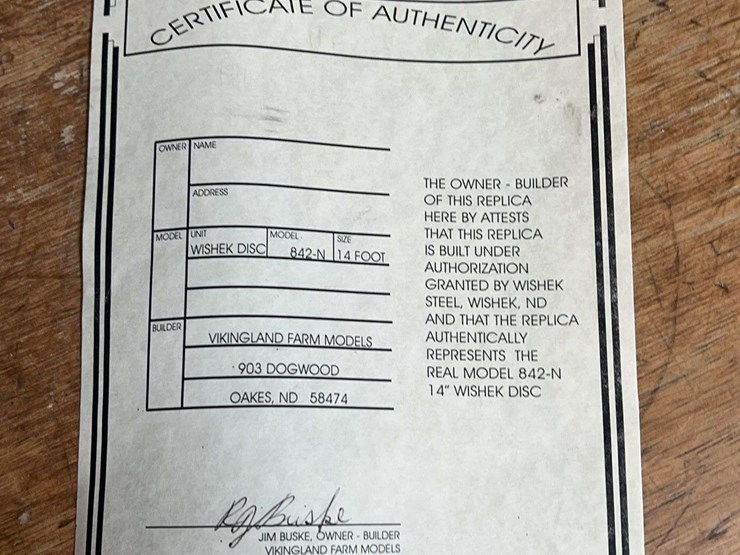 CERTIFICATE OF AUTHENTICITY
OWNER NAME
ADDRESS
MODEL UNIT MODEL SIZE
WISHEK DISC 842-N 14 FOOT
BUILDER
VIKINGLAND FARM MODELS
903 DOGWOOD
OAKES, ND 58474
THE OWNER - BUILDER
OF THIS REPLICA
HERE BY ATTESTS
THAT THIS REPLICA
IS BUILT UNDER
AUTHORIZATION
GRANTED BY WISHEK
STEEL, WISHEK, ND
AND THAT THE REPLICA
AUTHENTICALLY
REPRESENTS THE
REAL MODEL 842-N
14" WISHEK DISC
JIM BUSKE, OWNER - BUILDER
VIKINGLAND FARM MODELS